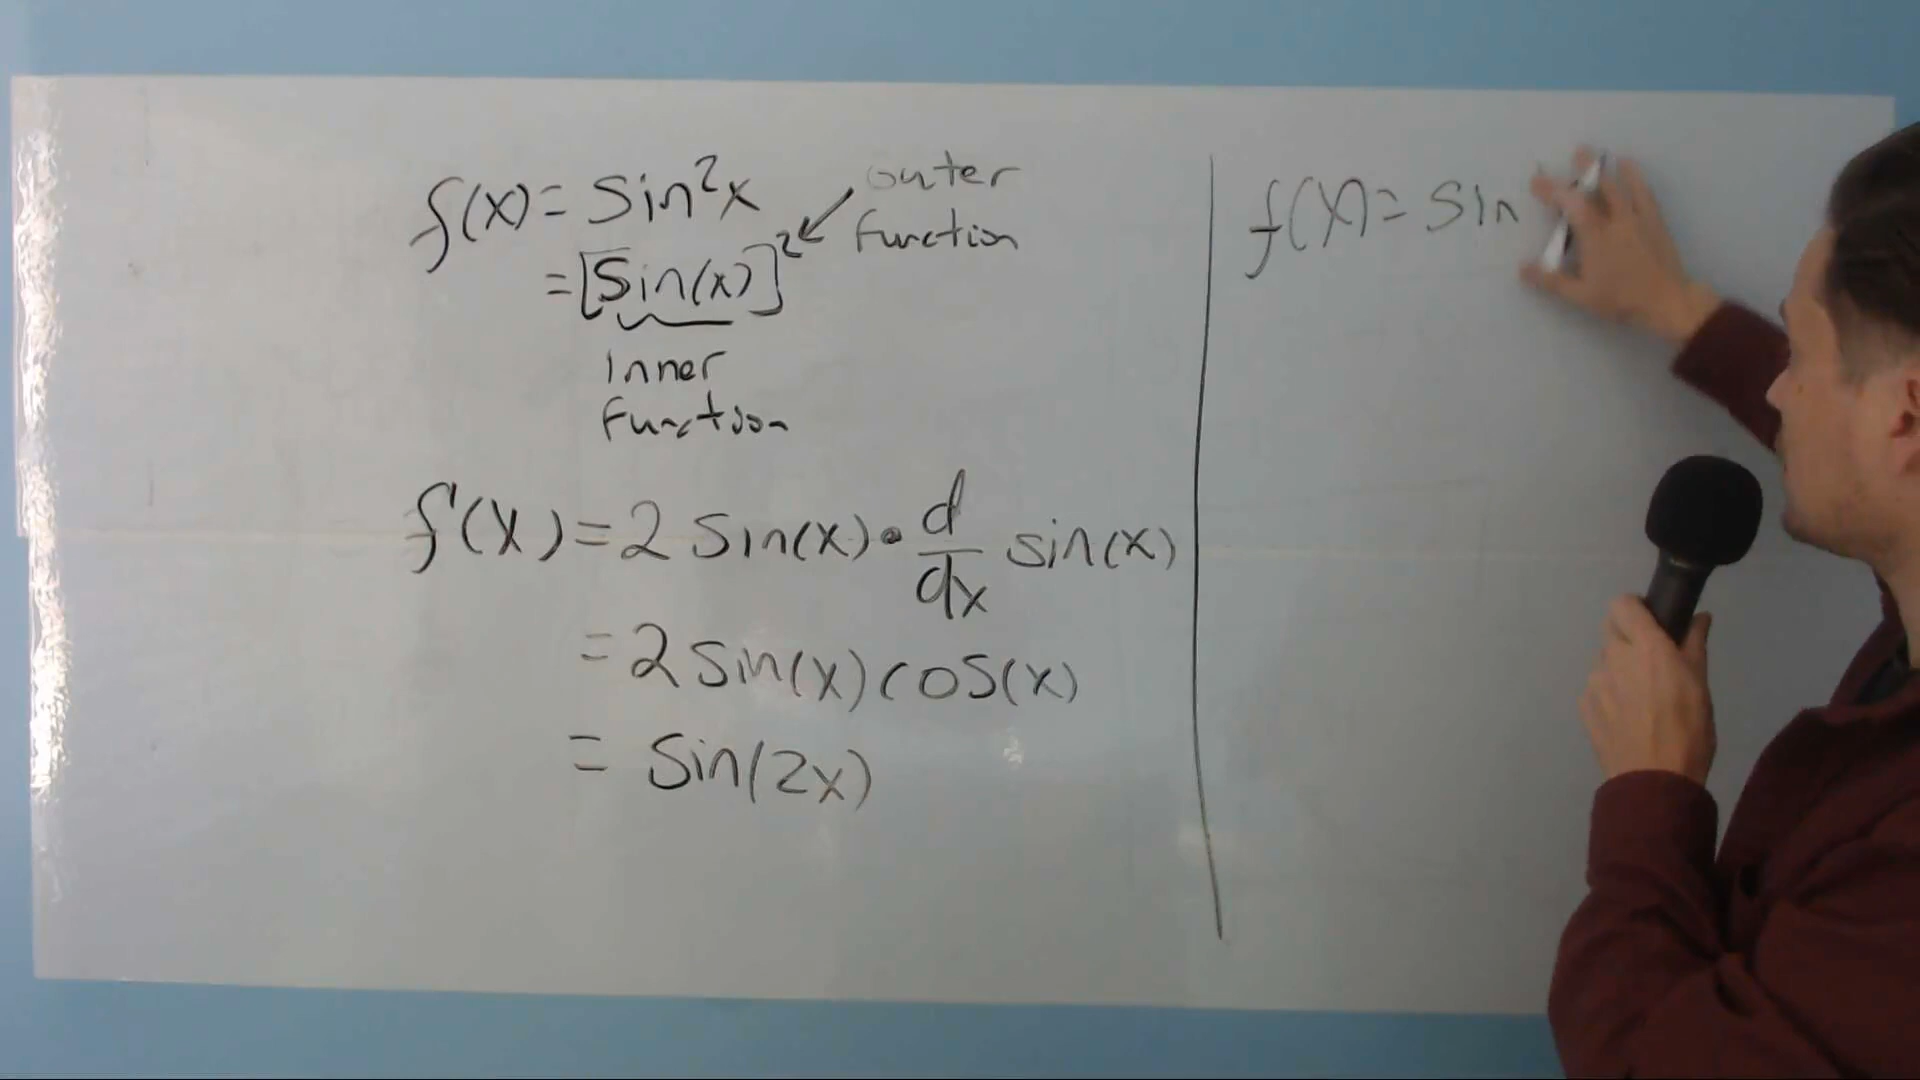 f(x) = Sin²x
= [Sin(x)]²
outer
Function
Inner
Function
f'(x) = 2 Sin(x) • d/dx sin(x)
= 2 Sin(x) cos(x)
= Sin(2x)
f(x) = Sin